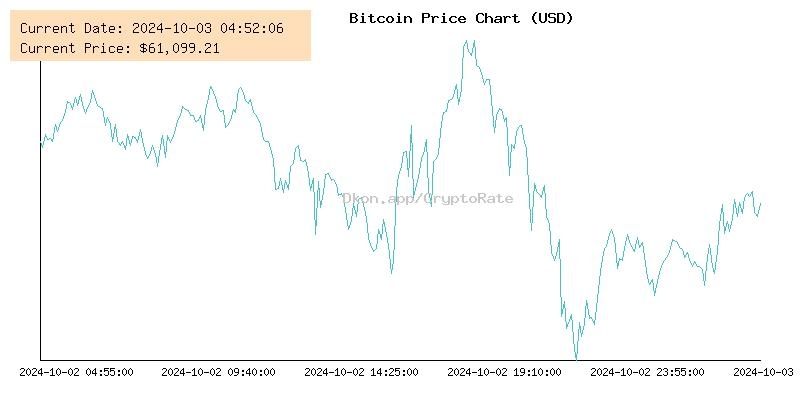 Bitcoin Price Chart (USD)
Current Date: 2024-10-03 04:52:06
Current Price: $61,099.21
Dkon.app/CryptoRate
2024-10-02 04:55:00 2024-10-02 09:40:00 2024-10-02 14:25:00 2024-10-02 19:10:00 2024-10-02 23:55:00 2024-10-03